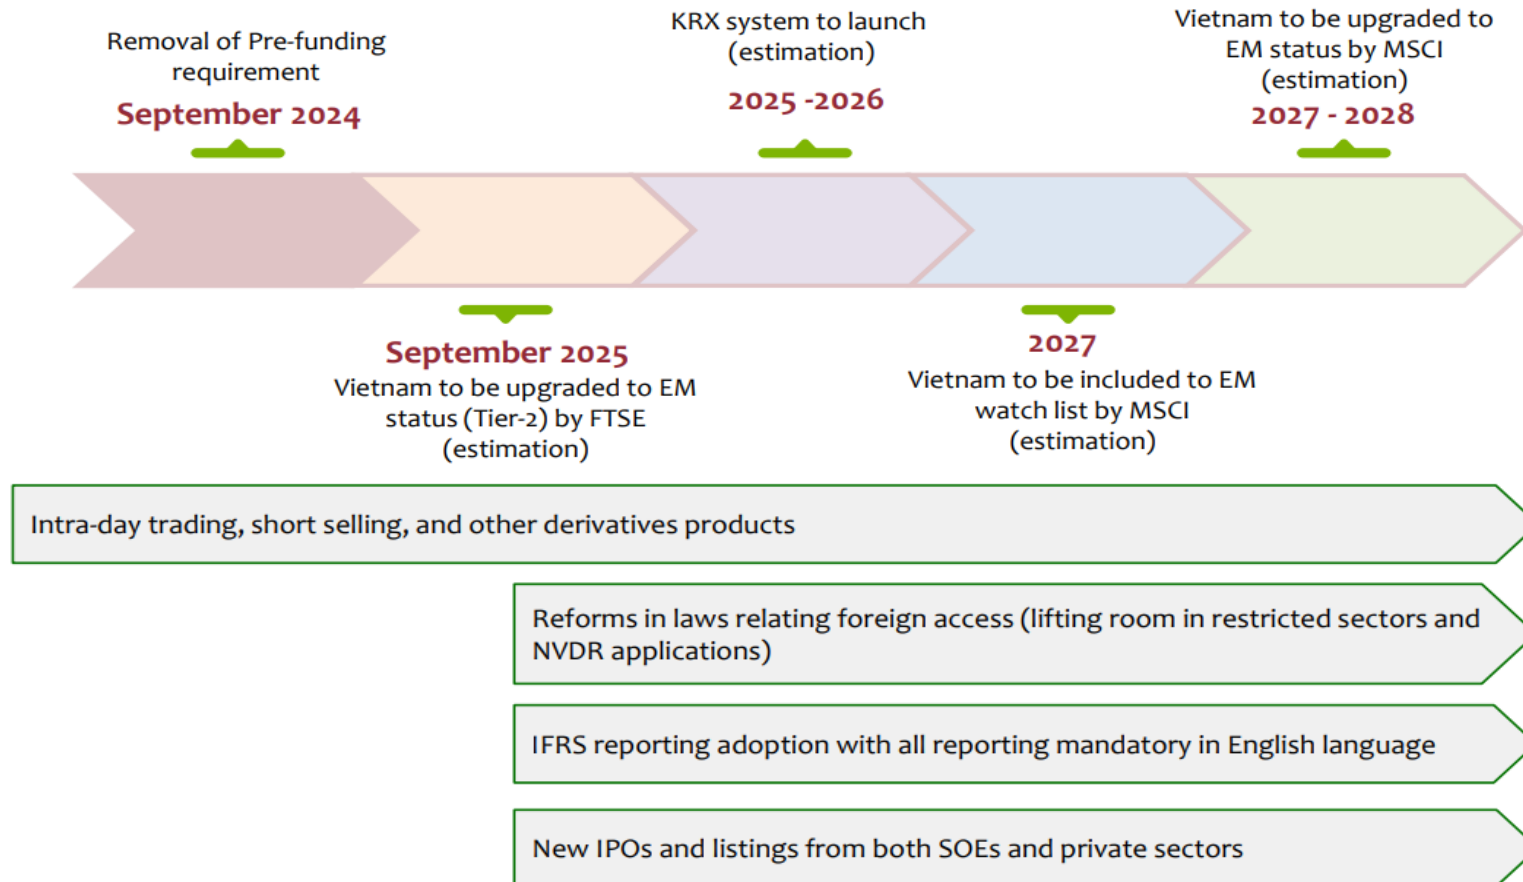 Removal of Pre-funding
requirement
September 2024
KRX system to launch
(estimation)
2025 -2026
Vietnam to be upgraded to
EM status by MSCI
(estimation)
2027 - 2028
September 2025
Vietnam to be upgraded to EM
status (Tier-2) by FTSE
(estimation)
2027
Vietnam to be included to EM
watch list by MSCI
(estimation)
Intra-day trading, short selling, and other derivatives products
Reforms in laws relating foreign access (lifting room in restricted sectors and
NVDR applications)
IFRS reporting adoption with all reporting mandatory in English language
New IPOs and listings from both SOEs and private sectors